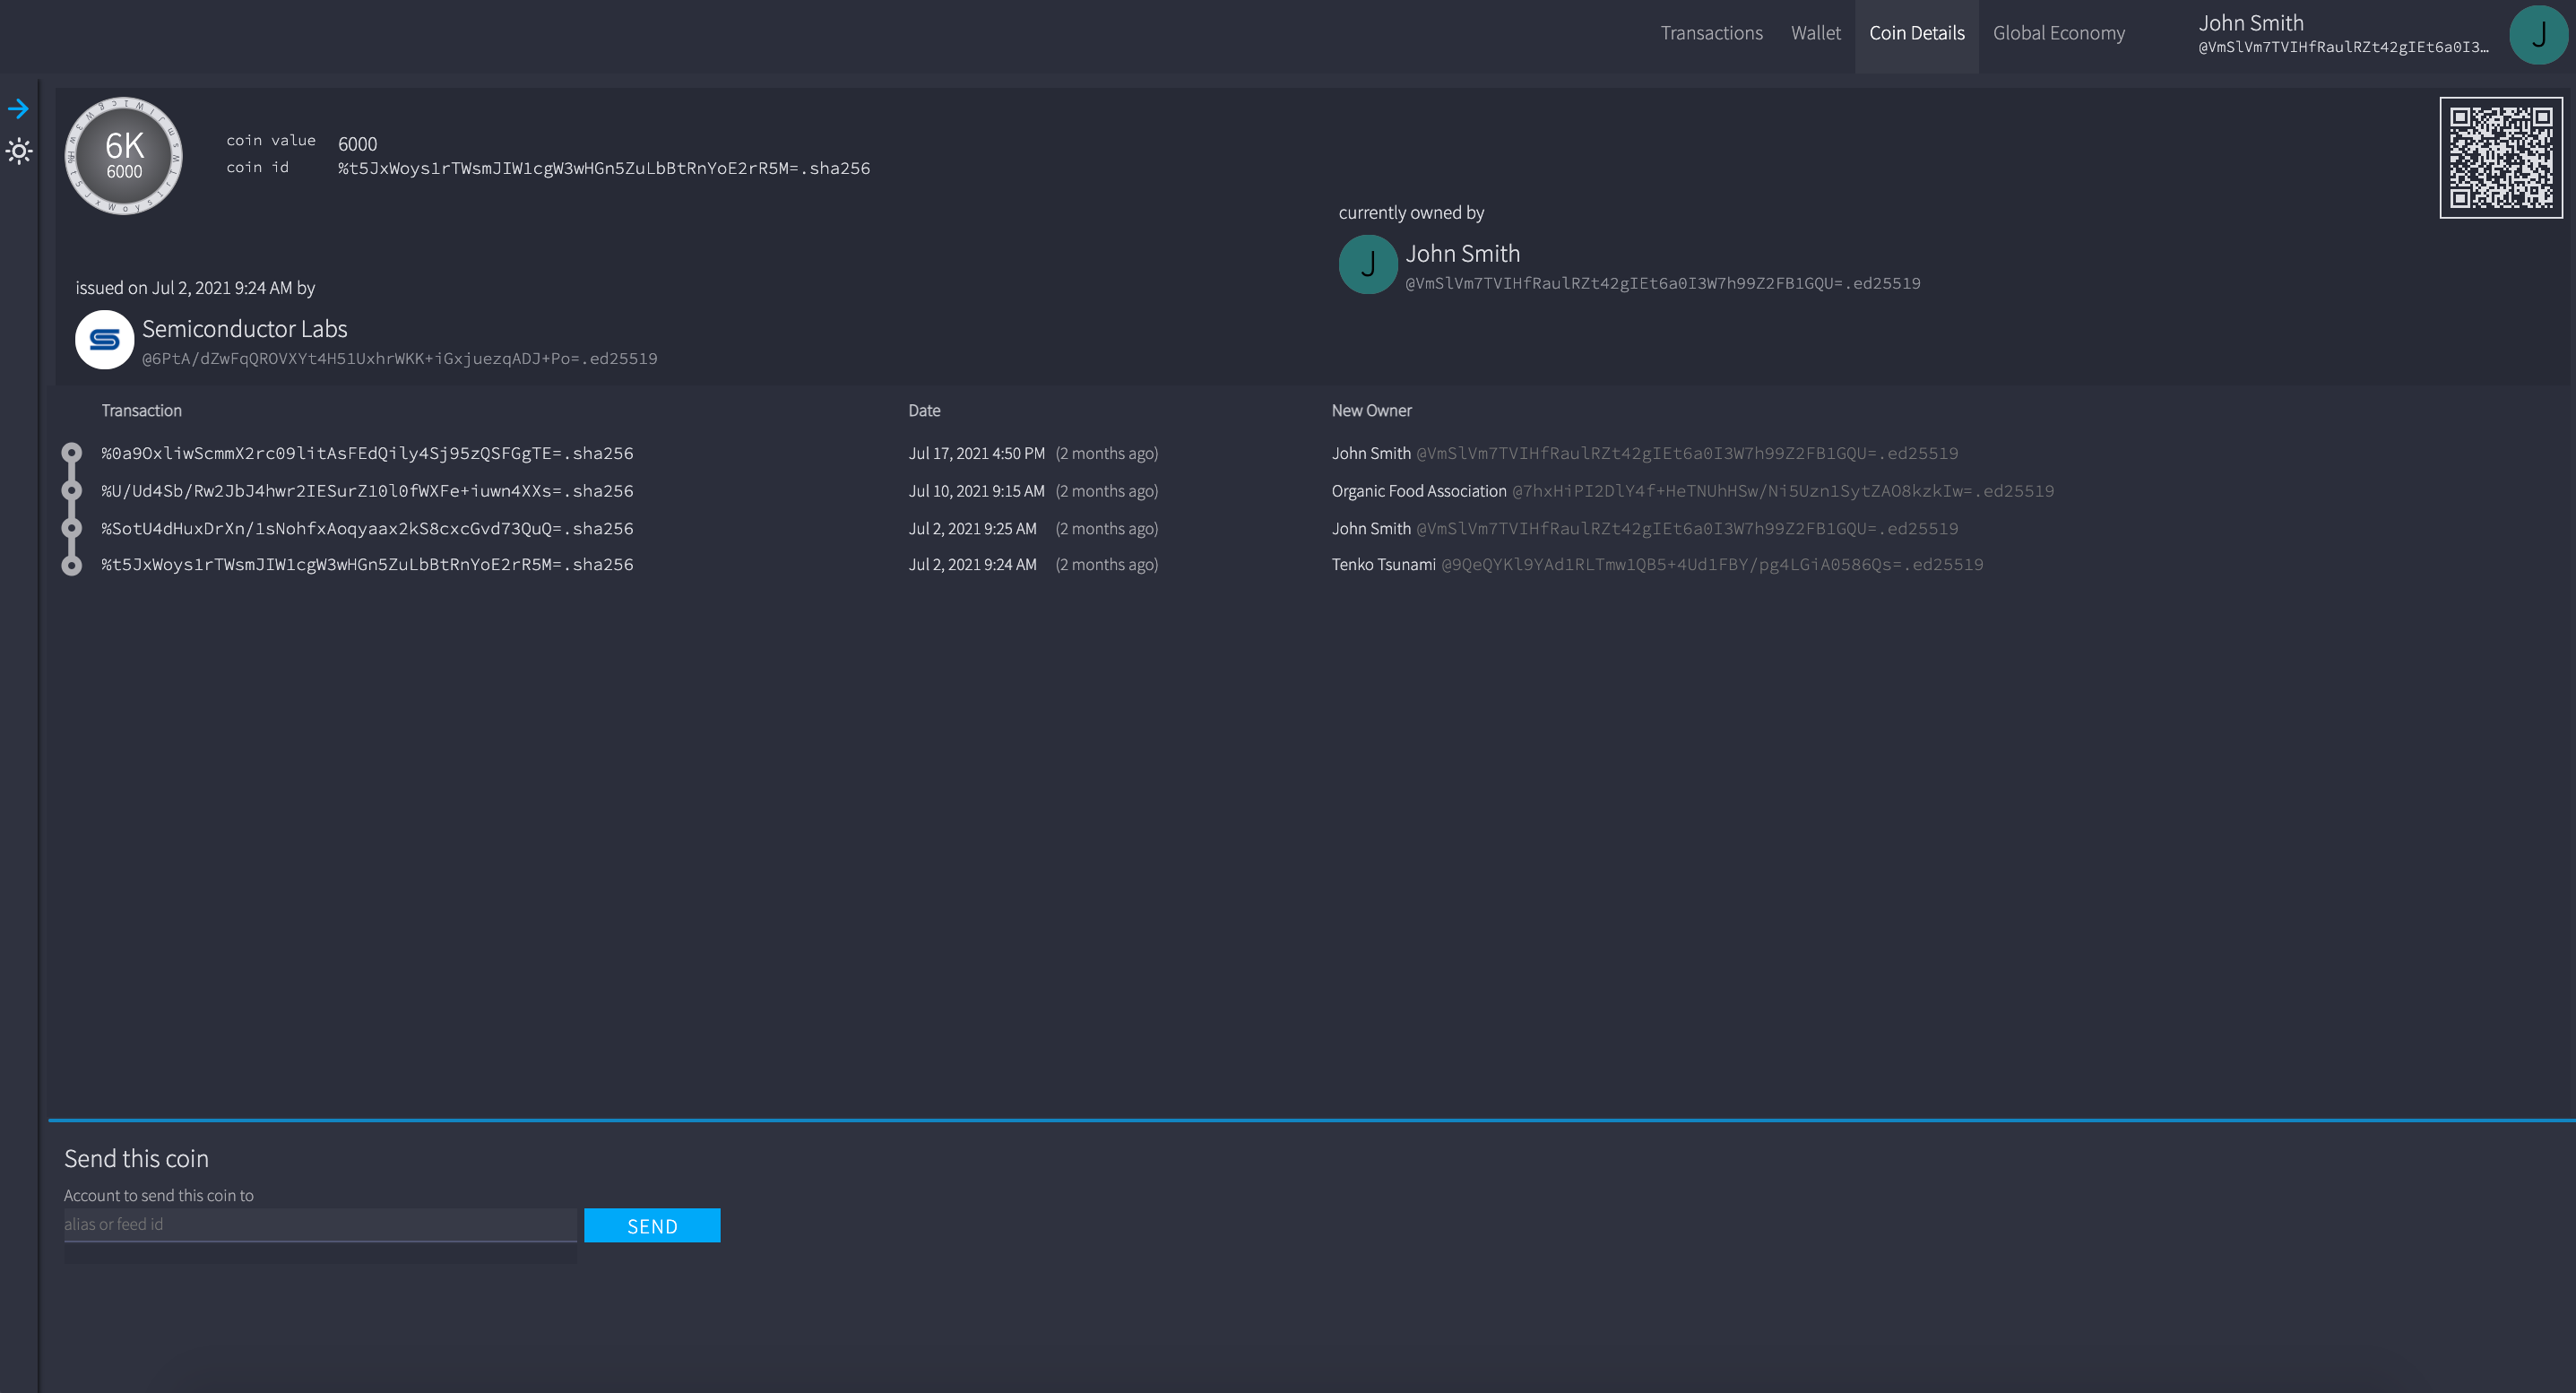 Transactions Wallet Coin Details Global Economy
John Smith
@VmSlVm7TVIHfRaulRZt42gIEt6a0I3…
J
6K
6000
coin value 6000
coin id %t5JxWoys1rTWsmJIW1cgW3wHGn5ZuLbBtRnYoE2rR5M=.sha256
currently owned by
J
John Smith
@VmSlVm7TVIHfRaulRZt42gIEt6a0I3W7h99Z2FB1GQU=.ed25519
issued on Jul 2, 2021 9:24 AM by
Semiconductor Labs
@6PtA/dZwFqQROVXYt4H51UxhrWKK+iGxjuezqADJ+Po=.ed25519
Transaction Date New Owner
%0a9OxliwScmmX2rc09litAsFEdQily4Sj95zQSFGgTE=.sha256 Jul 17, 2021 4:50 PM (2 months ago) John Smith @VmSlVm7TVIHfRaulRZt42gIEt6a0I3W7h99Z2FB1GQU=.ed25519
%U/Ud4Sb/Rw2JbJ4hwr2IESurZ10l0fWXFe+iuwn4XXs=.sha256 Jul 10, 2021 9:15 AM (2 months ago) Organic Food Association @7hxHiPI2DlY4f+HeTNUhHSw/Ni5Uzn1SytZAO8kzkIw=.ed25519
%SotU4dHuxDrXn/1sNohfxAoqyaax2kS8cxcGvd73QuQ=.sha256 Jul 2, 2021 9:25 AM (2 months ago) John Smith @VmSlVm7TVIHfRaulRZt42gIEt6a0I3W7h99Z2FB1GQU=.ed25519
%t5JxWoys1rTWsmJIW1cgW3wHGn5ZuLbBtRnYoE2rR5M=.sha256 Jul 2, 2021 9:24 AM (2 months ago) Tenko Tsunami @9QeQYKl9YAd1RLTmw1QB5+4Ud1FBY/pg4LGiA0586Qs=.ed25519
Send this coin
Account to send this coin to
alias or feed id
SEND